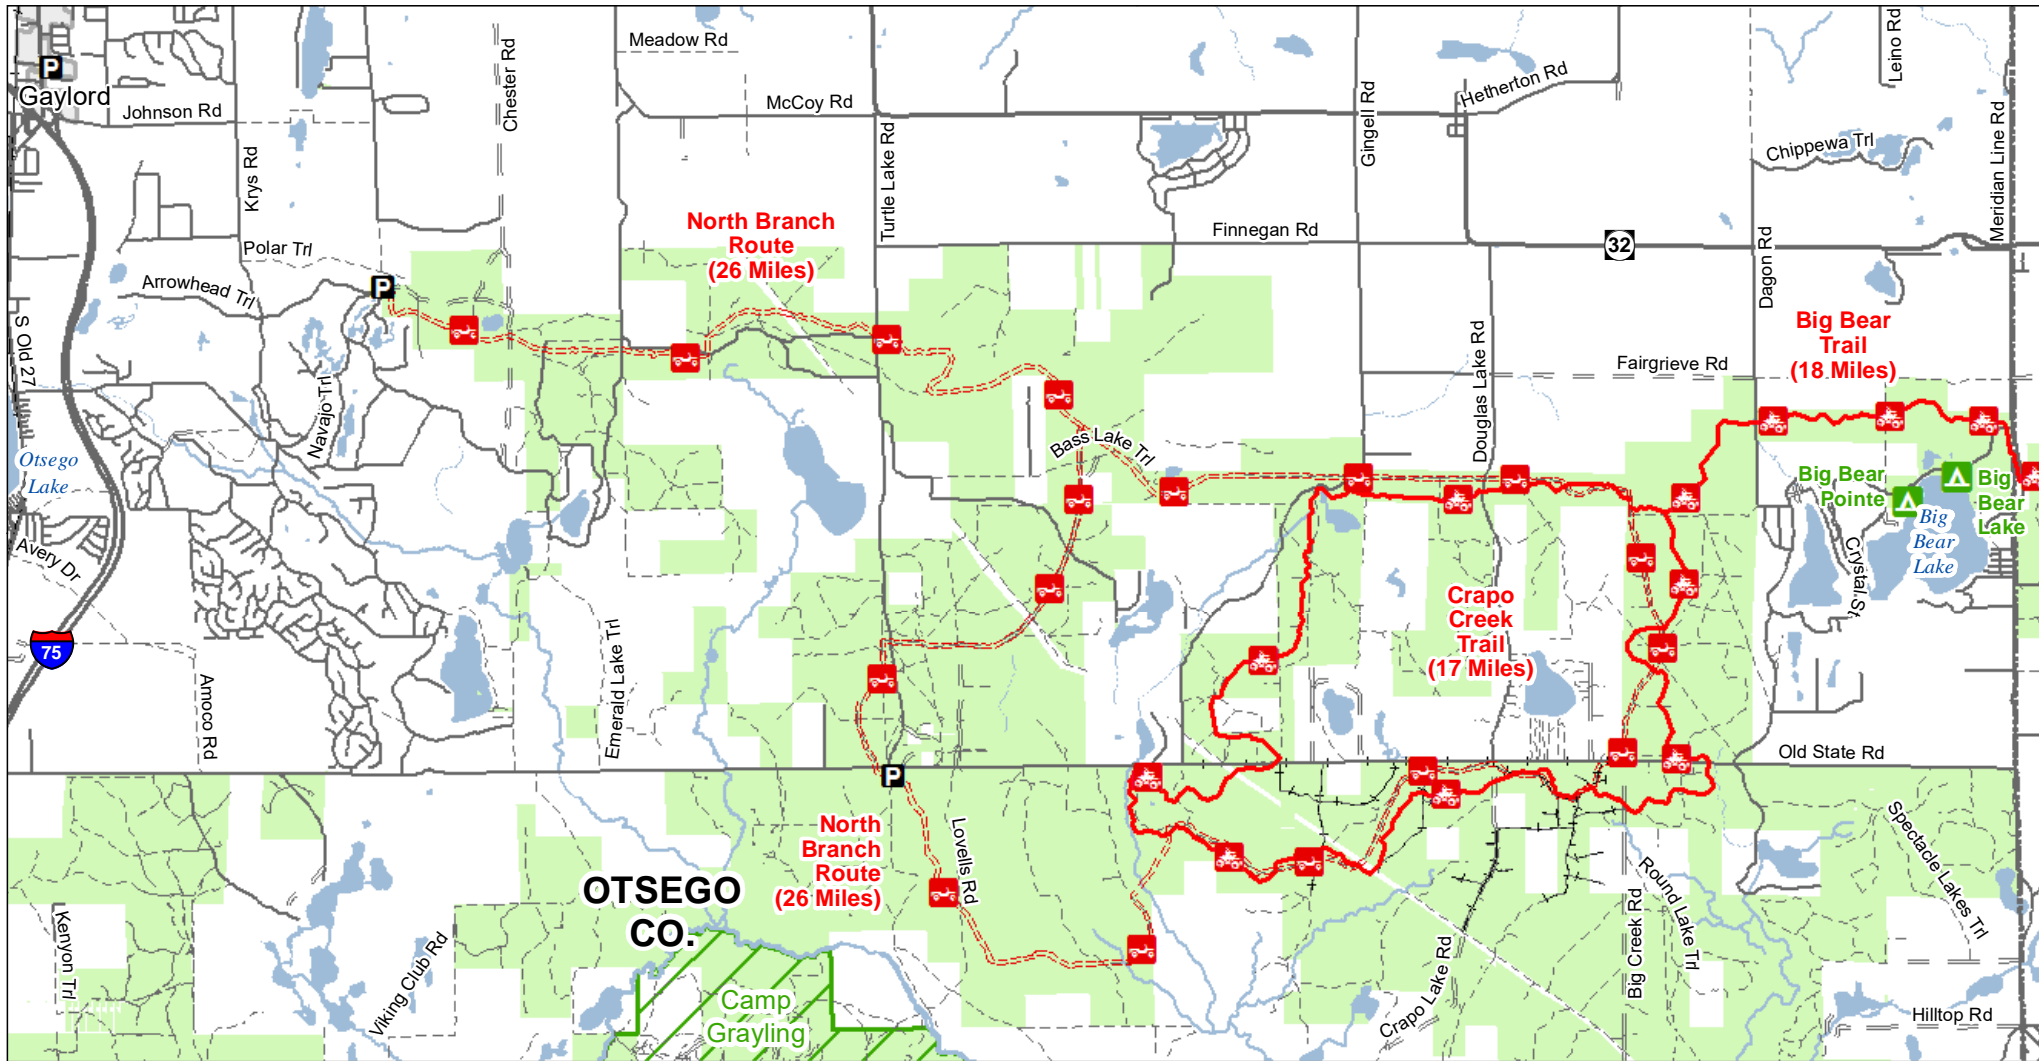 Meadow Rd
Leino Rd
Chester Rd
Hetherton Rd
P
Gaylord
Johnson Rd
McCoy Rd
Gingell Rd
Meridian Line Rd
Chippewa Trl
Krys Rd
Turtle Lake Rd
North Branch
Route
(26 Miles)
Finnegan Rd
32
Polar Trl
Dagon Rd
Arrowhead Trl
P
S Old 27
Big Bear
Trail
(18 Miles)
Douglas Lake Rd
Fairgrieve Rd
Navajo Trl
Bass Lake Trl
Otsego
Lake
Big Bear
Pointe
Big
Bear
Lake
Big
Bear
Lake
Avery Dr
Crystal St
Crapo
Creek
Trail
(17 Miles)
75
Emerald Lake Trl
Amoco Rd
Old State Rd
P
North
Branch
Route
(26 Miles)
Lovells Rd
Spectacle Lakes Trl
OTSEGO
CO.
Round Lake Trl
Big Creek Rd
Kenyon Trl
Viking Club Rd
Crapo Lake Rd
Camp
Grayling
Hilltop Rd